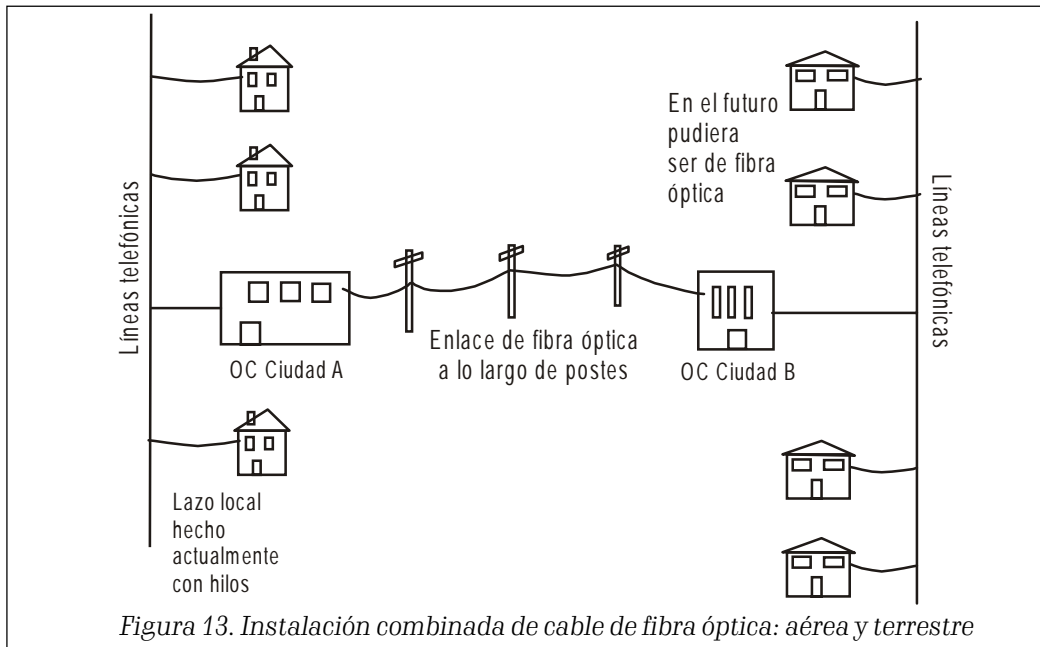 Líneas telefónicas
En el futuro
pudiera
ser de fibra
óptica
Líneas telefónicas
OC Ciudad A
Enlace de fibra óptica
a lo largo de postes
OC Ciudad B
Lazo local
hecho
actualmente
con hilos
Figura 13. Instalación combinada de cable de fibra óptica: aérea y terrestre